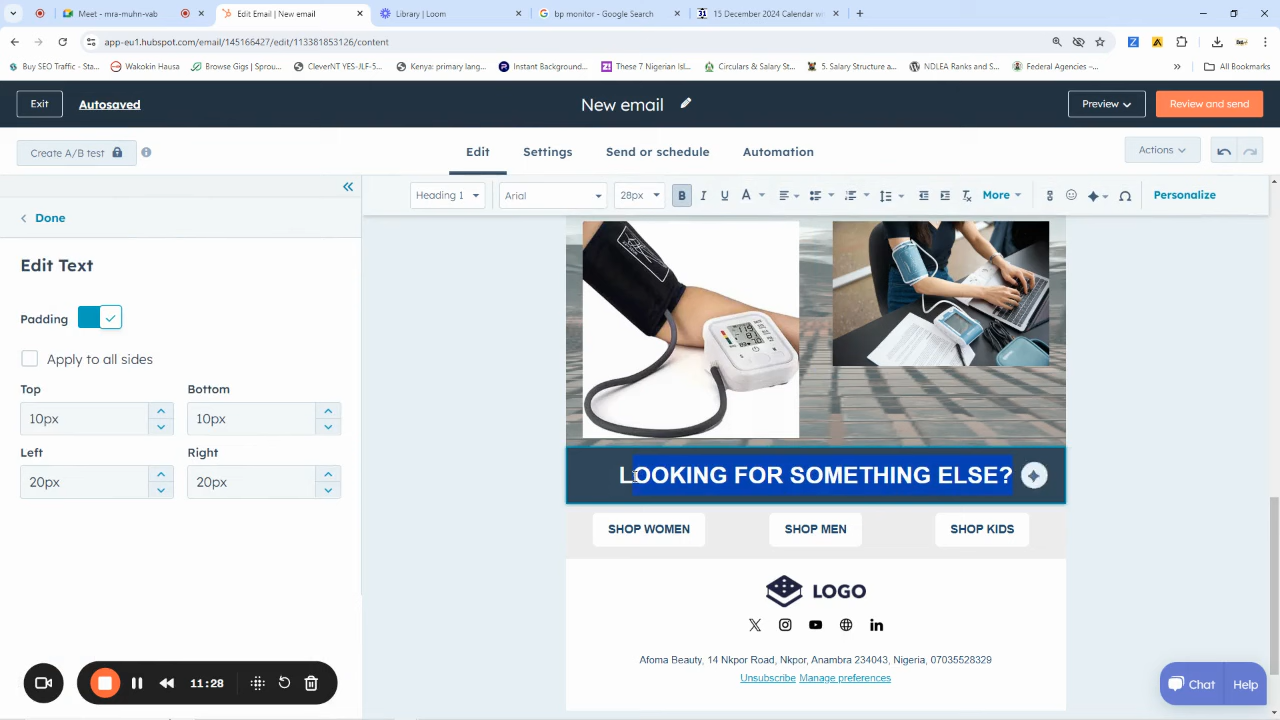 Meet - mra-muhn-vab
Edit Email | New email
Library | Loom
bp monitor - Google Search
15 December 2024 Calendar w
app-eu1.hubspot.com/email/145166427/edit/113381853126/content
Buy SEO Traffic - Sta...
Wakokin Hausa
Browse Gigs | Sprou...
CleverNT YES-JLF-5...
Kenya: primary lang...
Instant Background...
These 7 Nigerian Isl...
Circulars & Salary St...
5. Salary Structure a...
NDLEA Ranks and S...
Geo-political Zones...
All Bookmarks
Exit
Autosaved
New email
Preview
Review and send
Create A/B test
Edit
Settings
Send or schedule
Automation
Actions
Heading 1
Arial
28px
B
I
U
A
More
Personalize
Done
Edit Text
Padding
Apply to all sides
Top
Bottom
10px
10px
Left
Right
20px
20px
LOOKING FOR SOMETHING ELSE?
SHOP WOMEN
SHOP MEN
SHOP KIDS
LOGO
Afoma Beauty, 14 Nkpor Road, Nkpor, Anambra 234043, Nigeria, 07035528329
Unsubscribe Manage preferences
11:28
Chat
Help